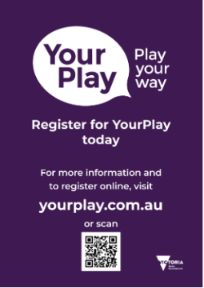 Your
Play
Play
your
way
Register for YourPlay
today
For more information and
to register online, visit
yourplay.com.au
or scan
VICTORIA